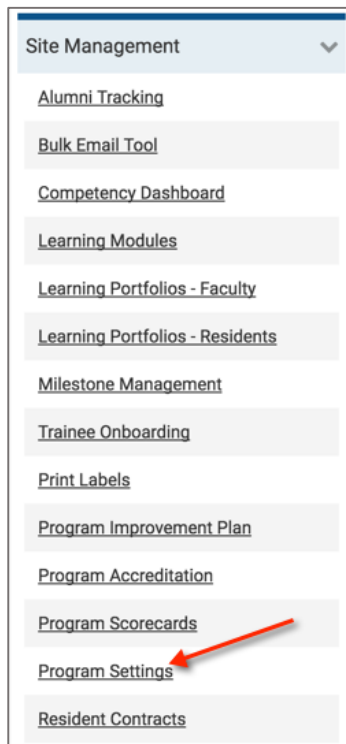 Site Management
Alumni Tracking
Bulk Email Tool
Competency Dashboard
Learning Modules
Learning Portfolios - Faculty
Learning Portfolios - Residents
Milestone Management
Trainee Onboarding
Print Labels
Program Improvement Plan
Program Accreditation
Program Scorecards
Program Settings
Resident Contracts